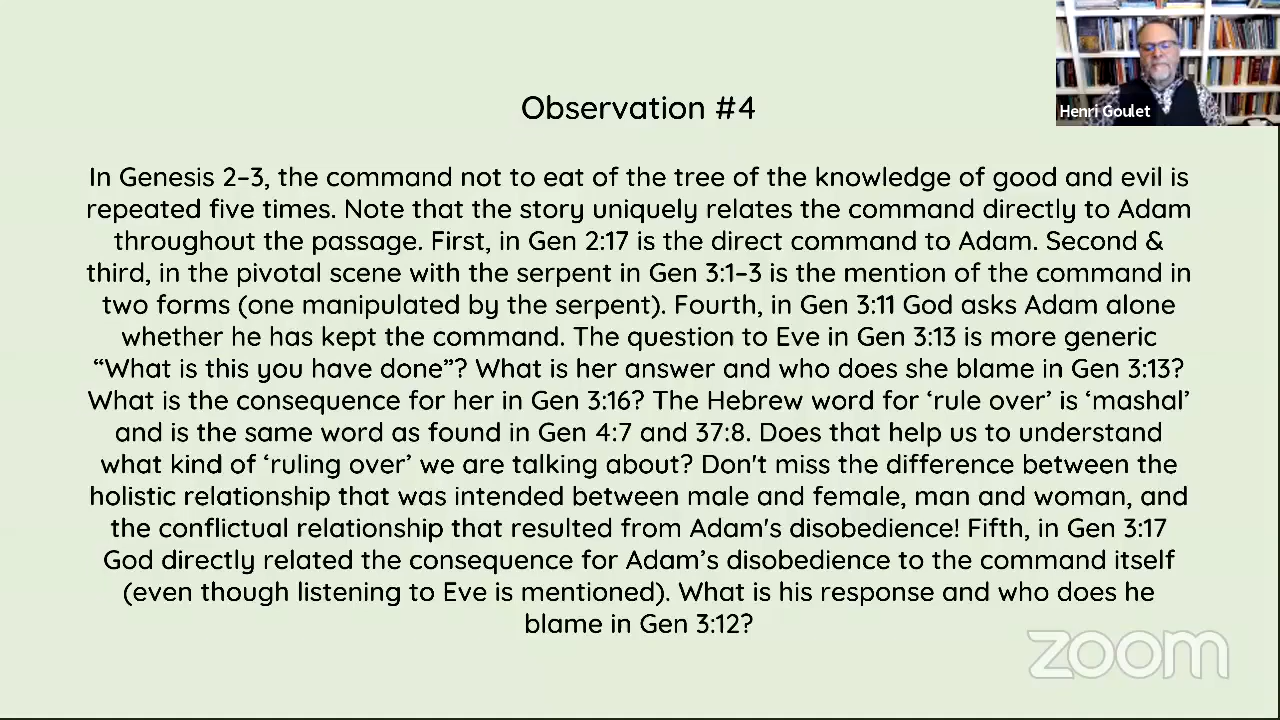 Henri Goulet
Observation #4
In Genesis 2–3, the command not to eat of the tree of the knowledge of good and evil is
repeated five times. Note that the story uniquely relates the command directly to Adam
throughout the passage. First, in Gen 2:17 is the direct command to Adam. Second &
third, in the pivotal scene with the serpent in Gen 3:1–3 is the mention of the command in
two forms (one manipulated by the serpent). Fourth, in Gen 3:11 God asks Adam alone
whether he has kept the command. The question to Eve in Gen 3:13 is more generic
“What is this you have done”? What is her answer and who does she blame in Gen 3:13?
What is the consequence for her in Gen 3:16? The Hebrew word for ‘rule over’ is ‘mashal’
and is the same word as found in Gen 4:7 and 37:8. Does that help us to understand
what kind of ‘ruling over’ we are talking about? Don't miss the difference between the
holistic relationship that was intended between male and female, man and woman, and
the conflictual relationship that resulted from Adam's disobedience! Fifth, in Gen 3:17
God directly related the consequence for Adam’s disobedience to the command itself
(even though listening to Eve is mentioned). What is his response and who does he
blame in Gen 3:12?
zoom